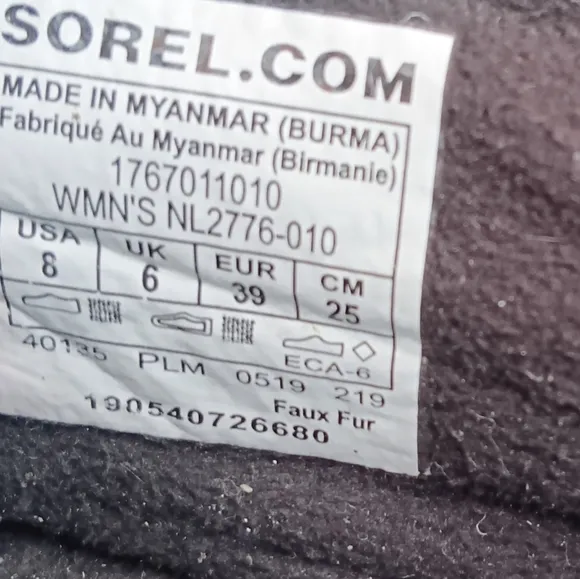 SOREL.COM
MADE IN MYANMAR (BURMA)
Fabriqué Au Myanmar (Birmanie)
1767011010
WMN'S NL2776-010
USA UK EUR CM
8 6 39 25
ECA-6
40135 PLM 0519 219
Faux Fur
190540726680